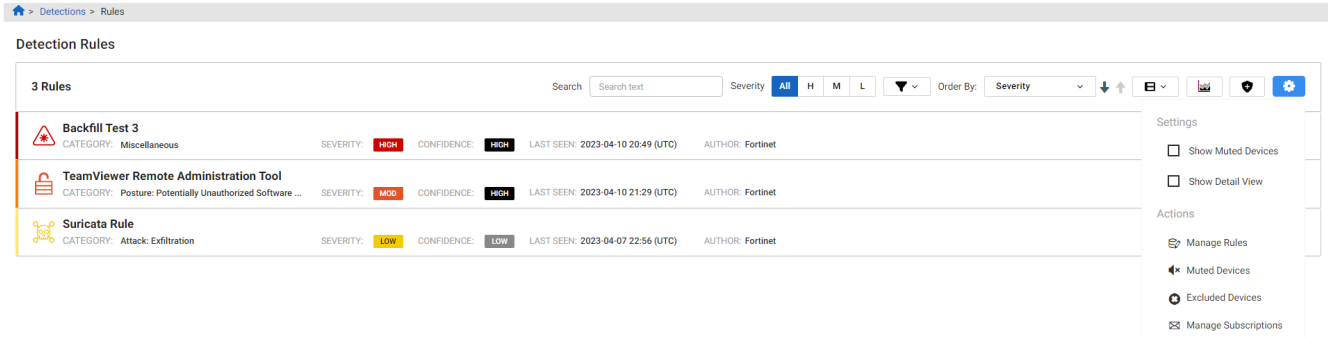 > Detections > Rules
Detection Rules
3 Rules Search Search text Severity All H M L Order By: Severity
Backfill Test 3
CATEGORY: Miscellaneous SEVERITY: HIGH CONFIDENCE: HIGH LAST SEEN: 2023-04-10 20:49 (UTC) AUTHOR: Fortinet
TeamViewer Remote Administration Tool
CATEGORY: Posture: Potentially Unauthorized Software ... SEVERITY: MOD CONFIDENCE: HIGH LAST SEEN: 2023-04-10 21:29 (UTC) AUTHOR: Fortinet
Suricata Rule
CATEGORY: Attack: Exfiltration SEVERITY: LOW CONFIDENCE: LOW LAST SEEN: 2023-04-07 22:56 (UTC) AUTHOR: Fortinet
Settings
Show Muted Devices
Show Detail View
Actions
Manage Rules
Muted Devices
Excluded Devices
Manage Subscriptions